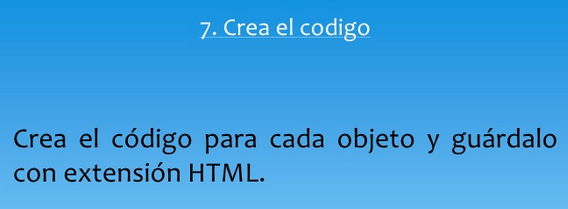 7. Crea el codigo
Crea el código para cada objeto y guárdalo
con extensión HTML.